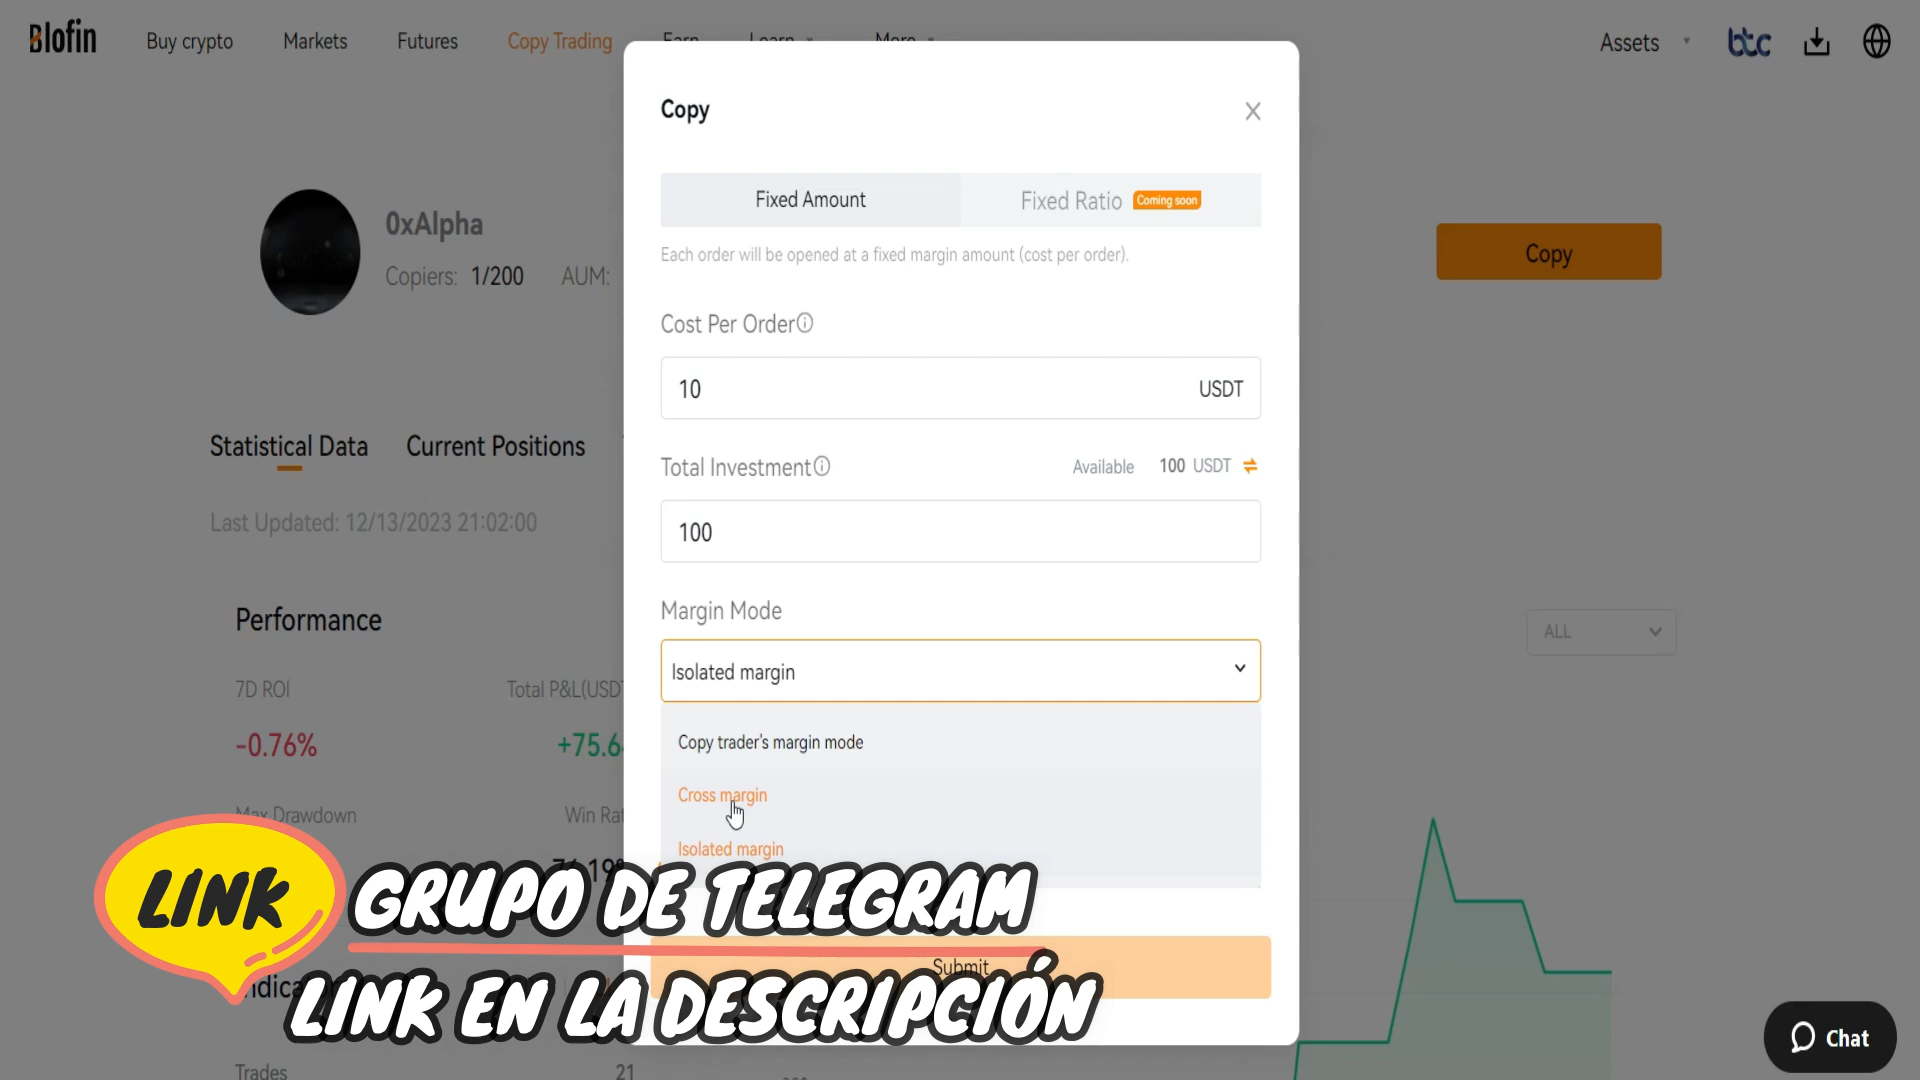 Blofin
Buy crypto Markets Futures Copy Trading Earn Learn More Assets btc
Copy
Fixed Amount Fixed Ratio Coming soon
Each order will be opened at a fixed margin amount (cost per order).
0xAlpha
Copiers: 1/200 AUM:
Copy
Cost Per Order
10 USDT
Statistical Data Current Positions
Total Investment Available 100 USDT
Last Updated: 12/13/2023 21:02:00
100
Margin Mode
Performance
ALL
Isolated margin
7D ROI Total P&L(USD
-0.76% +75.6
Copy trader's margin mode
Cross margin
Max Drawdown Win Rat
Isolated margin
LINK GRUPO DE TELEGRAM
Submit
LINK EN LA DESCRIPCIÓN
Chat
Trades 21